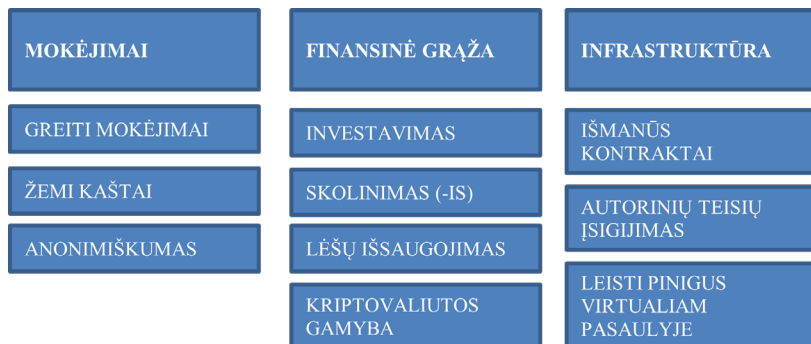 MOKĖJIMAI
GREITI MOKĖJIMAI
ŽEMI KAŠTAI
ANONIMIŠKUMAS
FINANSINĖ GRĄŽA
INVESTAVIMAS
SKOLINIMAS (-IS)
LĖŠŲ IŠSAUGOJIMAS
KRIPTOVALIUTOS
GAMYBA
INFRASTRUKTŪRA
IŠMANŪS
KONTRAKTAI
AUTORINIŲ TEISIŲ
ĮSIGIJIMAS
LEISTI PINIGUS
VIRTUALIAM
PASAULYJE